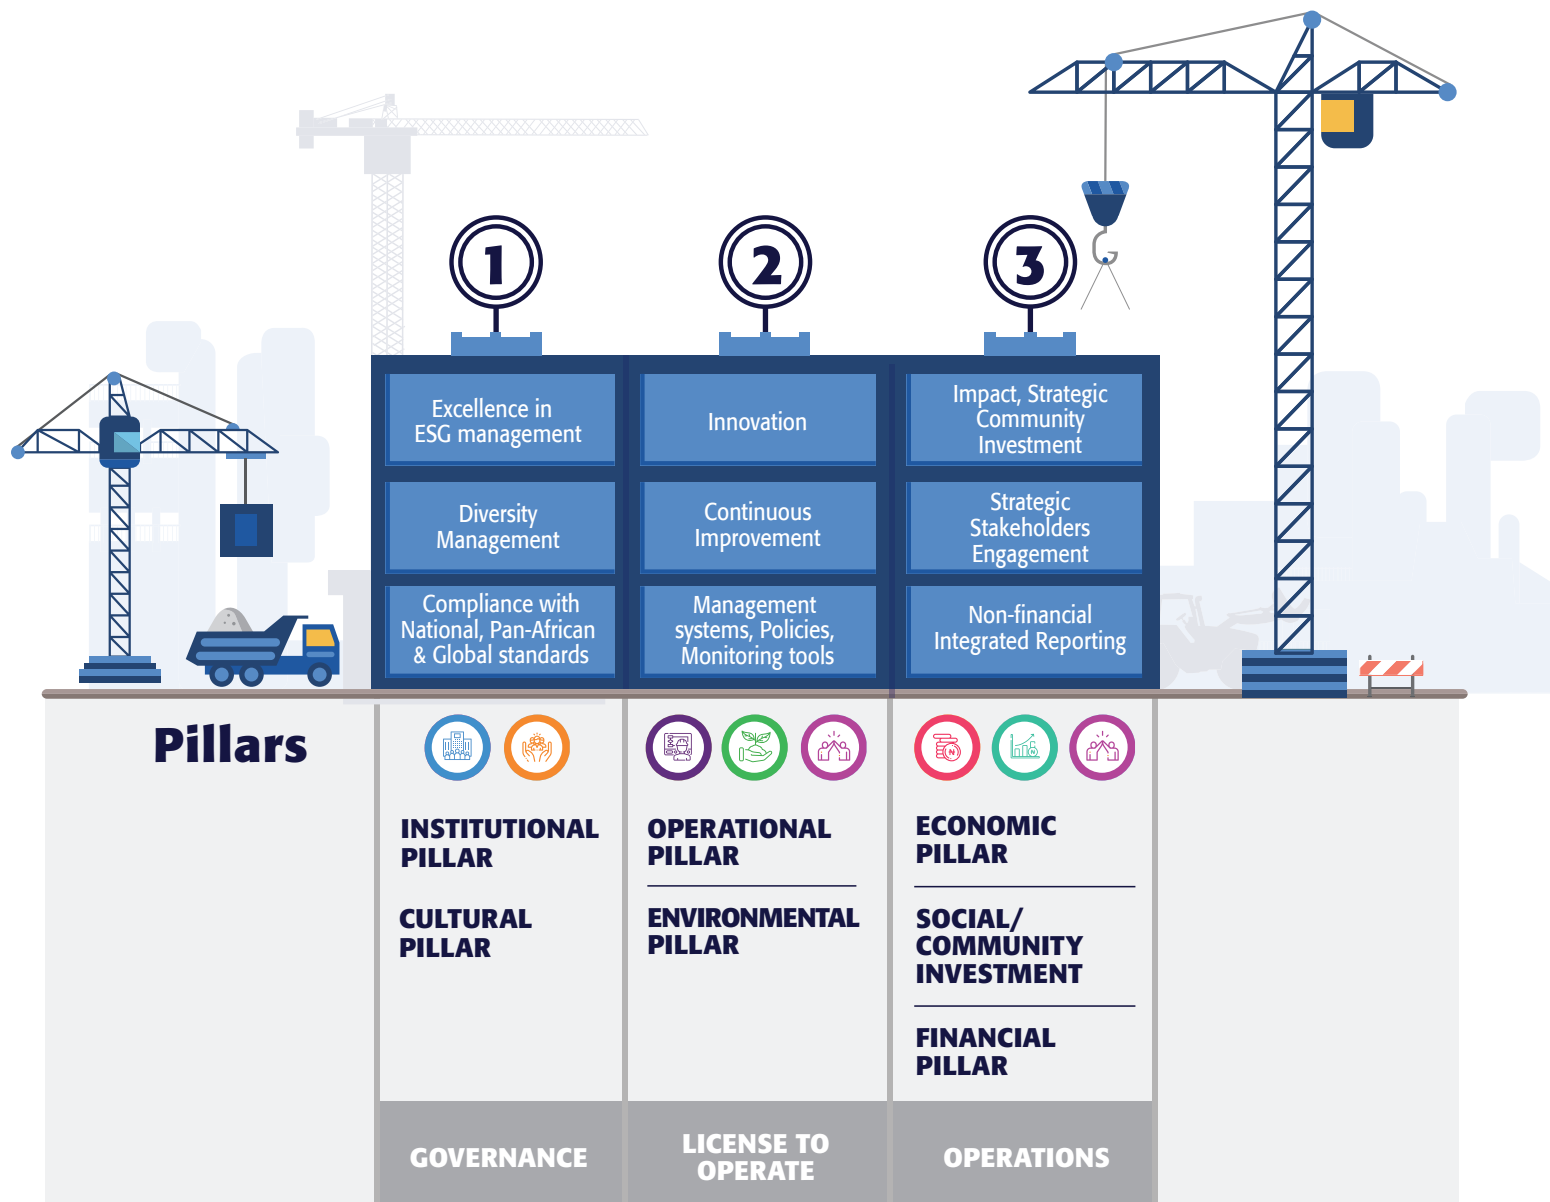 1
2
3
Excellence in
ESG management
Innovation
Impact, Strategic
Community
Investment
Diversity
Management
Continuous
Improvement
Strategic
Stakeholders
Engagement
Compliance with
National, Pan-African
& Global standards
Management
systems, Policies,
Monitoring tools
Non-financial
Integrated Reporting
Pillars
INSTITUTIONAL
PILLAR
CULTURAL
PILLAR
OPERATIONAL
PILLAR
ENVIRONMENTAL
PILLAR
ECONOMIC
PILLAR
SOCIAL/
COMMUNITY
INVESTMENT
FINANCIAL
PILLAR
GOVERNANCE
LICENSE TO
OPERATE
OPERATIONS